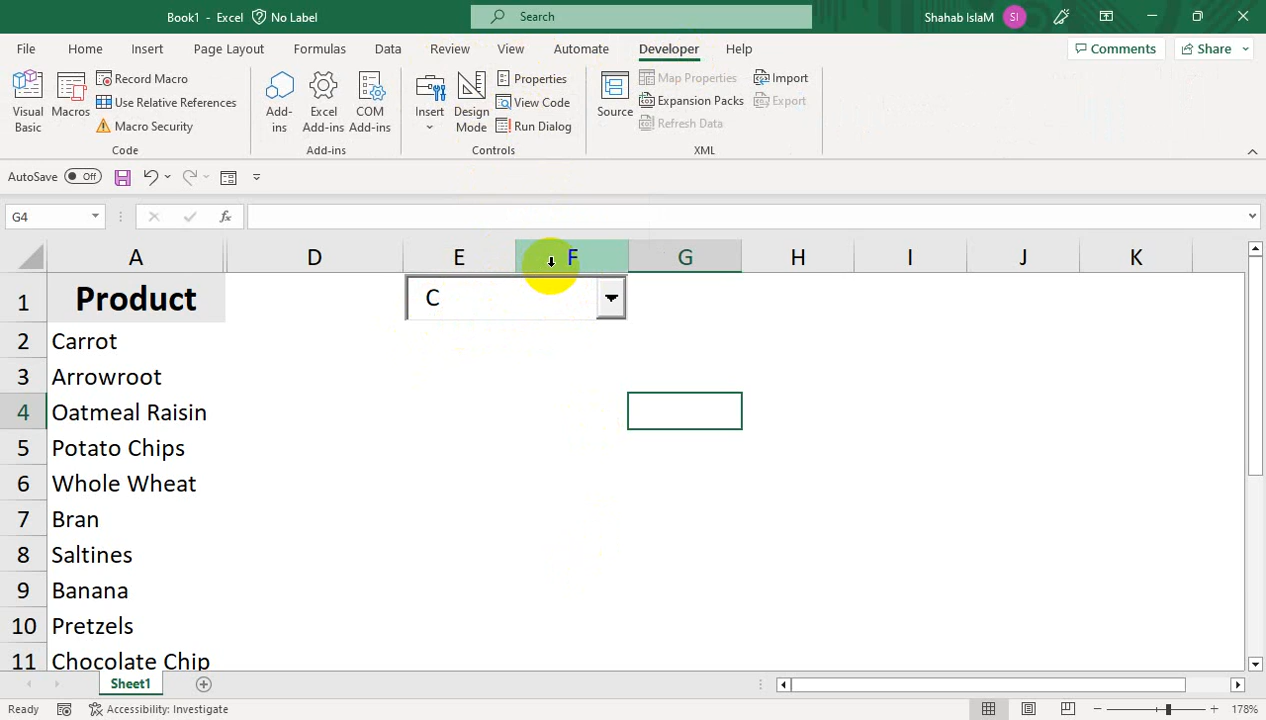 Book1 - Excel No Label
Search
Shahab IslaM SI
File Home Insert Page Layout Formulas Data Review View Automate Developer Help
Comments Share
Visual Basic
Macros
Record Macro
Use Relative References
Macro Security
Code
Add-ins
Excel Add-ins
COM Add-ins
Add-ins
Insert
Design Mode
Properties
View Code
Run Dialog
Controls
Source
Map Properties
Expansion Packs
Refresh Data
Import
Export
XML
AutoSave Off
G4 fx
A D E F G H I J K
1 Product C
2 Carrot
3 Arrowroot
4 Oatmeal Raisin
5 Potato Chips
6 Whole Wheat
7 Bran
8 Saltines
9 Banana
10 Pretzels
11 Chocolate Chip
Sheet1
Ready Accessibility: Investigate 178%